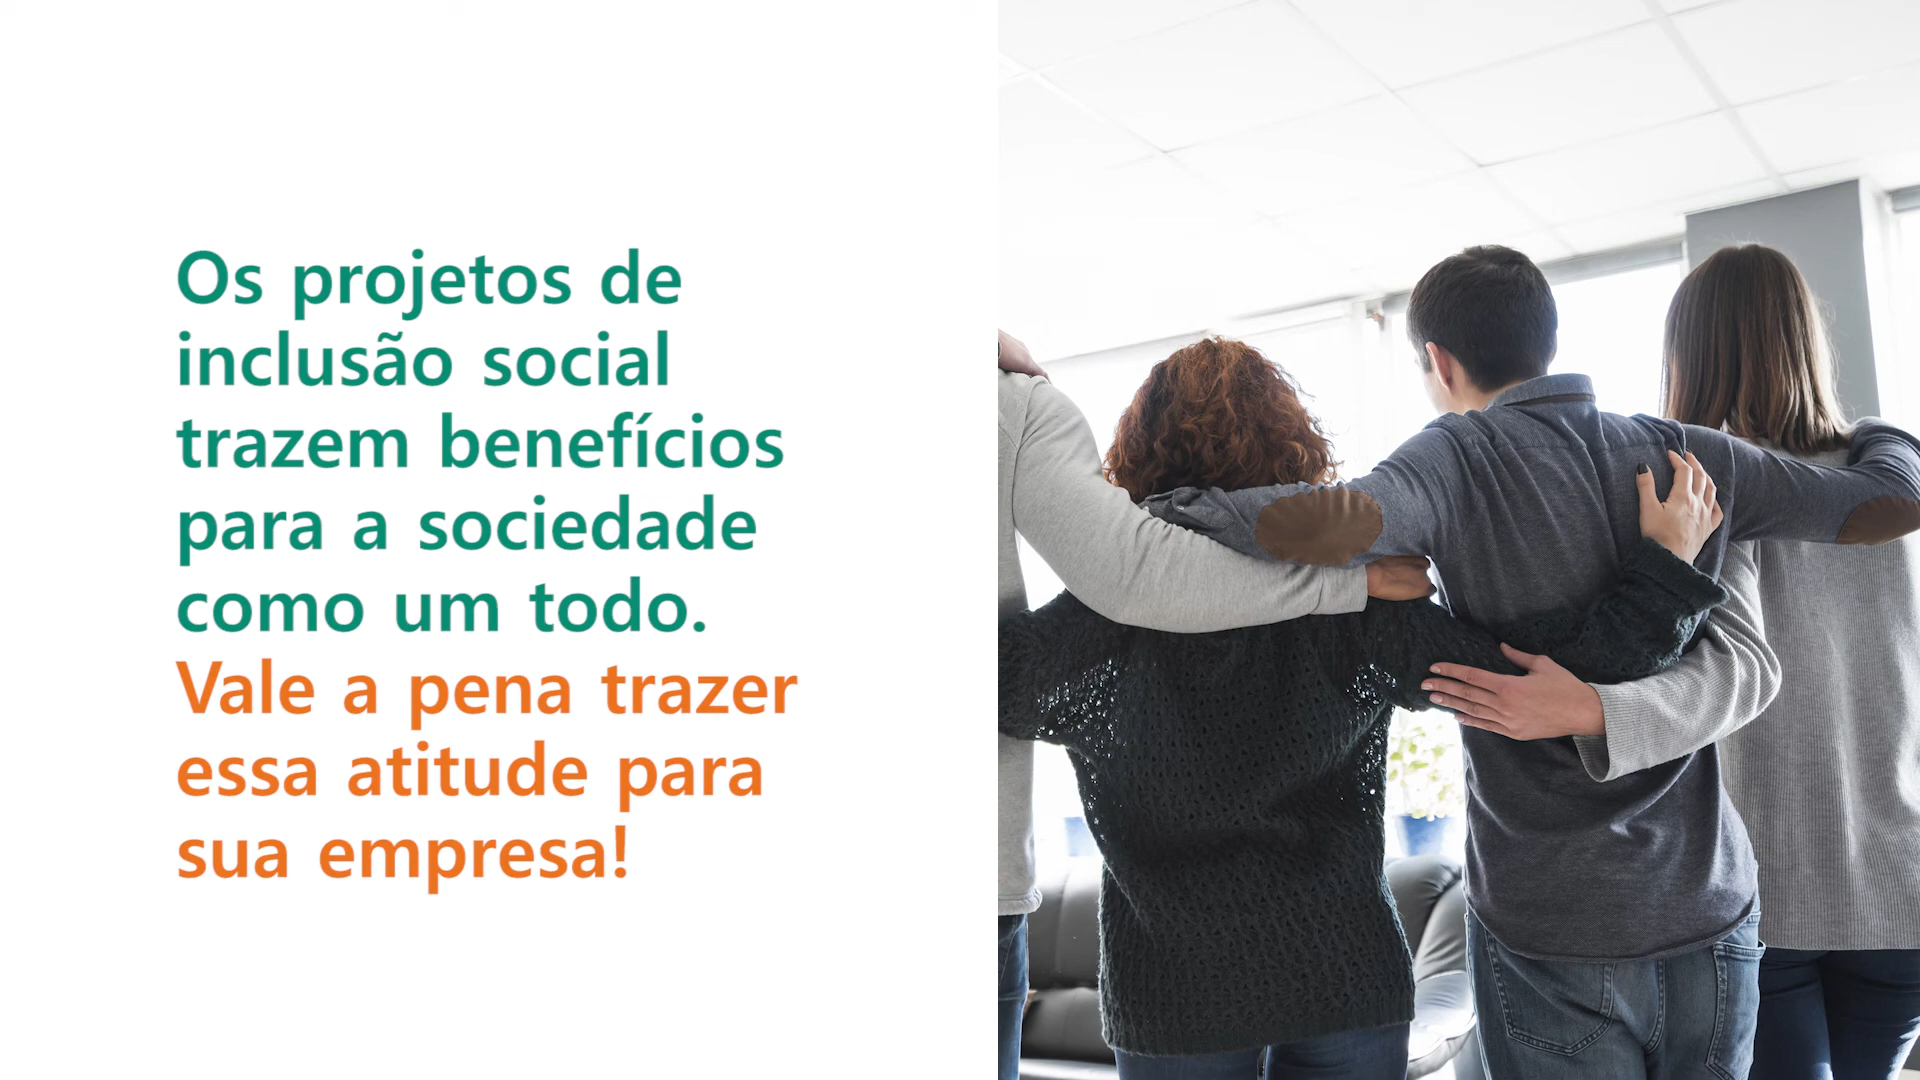 Os projetos de
inclusão social
trazem benefícios
para a sociedade
como um todo.
Vale a pena trazer
essa atitude para
sua empresa!